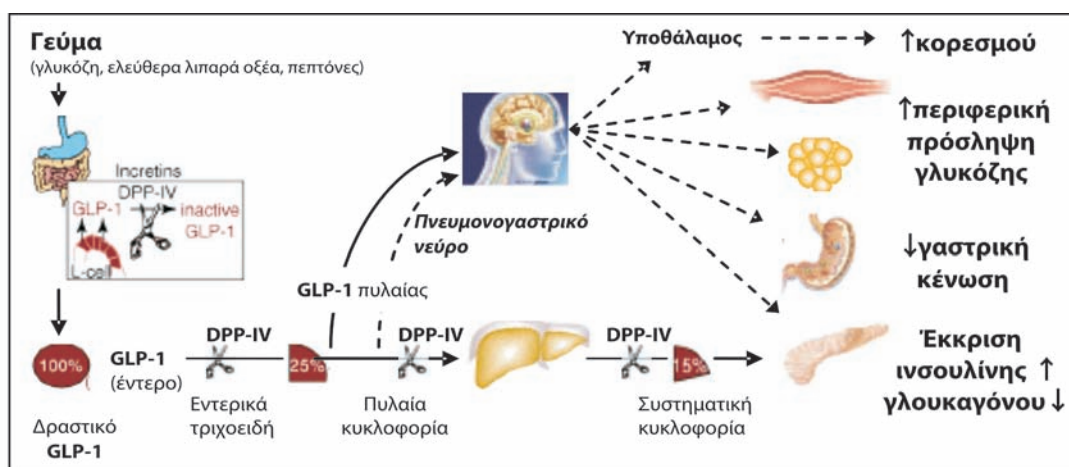 Γεύμα
(γλυκόζη, ελεύθερα λιπαρά οξέα, πεπτόνες)
Incretins
DPP-IV
GLP-1
inactive
GLP-1
L-cell
100%
Δραστικό
GLP-1
GLP-1
(έντερο)
DPP-IV
Εντερικά
τριχοειδή
25%
GLP-1 πυλαίας
Πνευμονογαστρικό
νεύρο
DPP-IV
Πυλαία
κυκλοφορία
DPP-IV
15%
Συστηματική
κυκλοφορία
Υποθάλαμος
↑κορεσμού
↑περιφερική
πρόσληψη
γλυκόζης
↓γαστρική
κένωση
Έκκριση
ινσουλίνης ↑
γλουκαγόνου↓